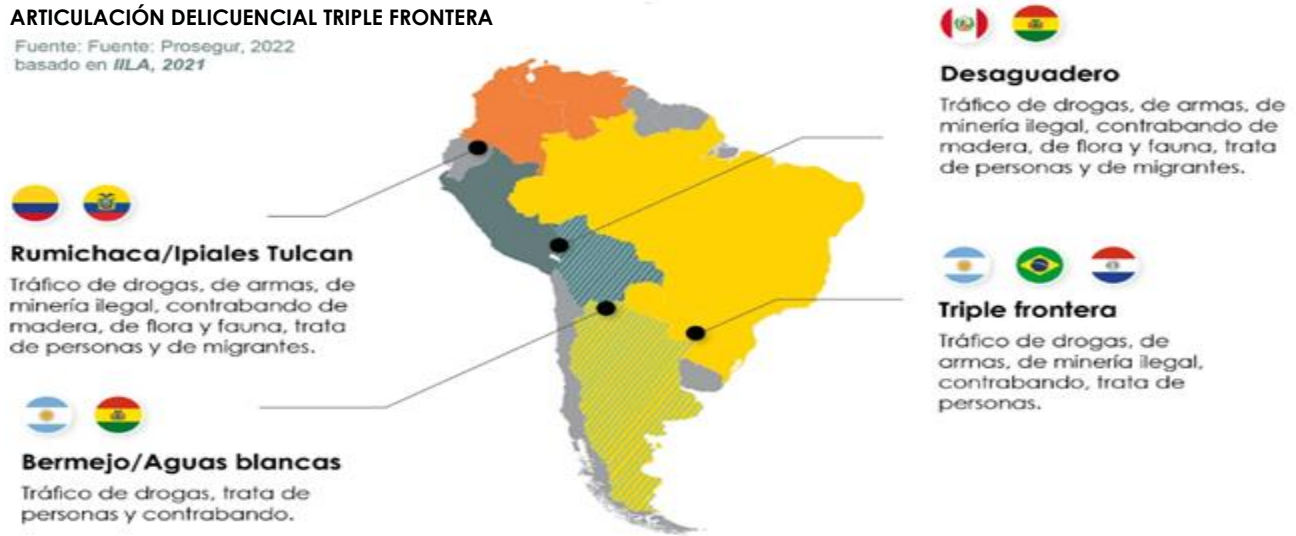 ARTICULACIÓN DELICUENCIAL TRIPLE FRONTERA
Fuente: Fuente: Prosegur, 2022
basado en IILA, 2021
Rumichaca/Ipiales Tulcan
Tráfico de drogas, de armas, de
minería ilegal, contrabando de
madera, de flora y fauna, trata
de personas y de migrantes.
Bermejo/Aguas blancas
Tráfico de drogas, trata de
personas y contrabando.
Desaguadero
Tráfico de drogas, de armas, de
minería ilegal, contrabando de
madera, de flora y fauna, trata
de personas y de migrantes.
Triple frontera
Tráfico de drogas, de
armas, de minería ilegal,
contrabando, trata de
personas.